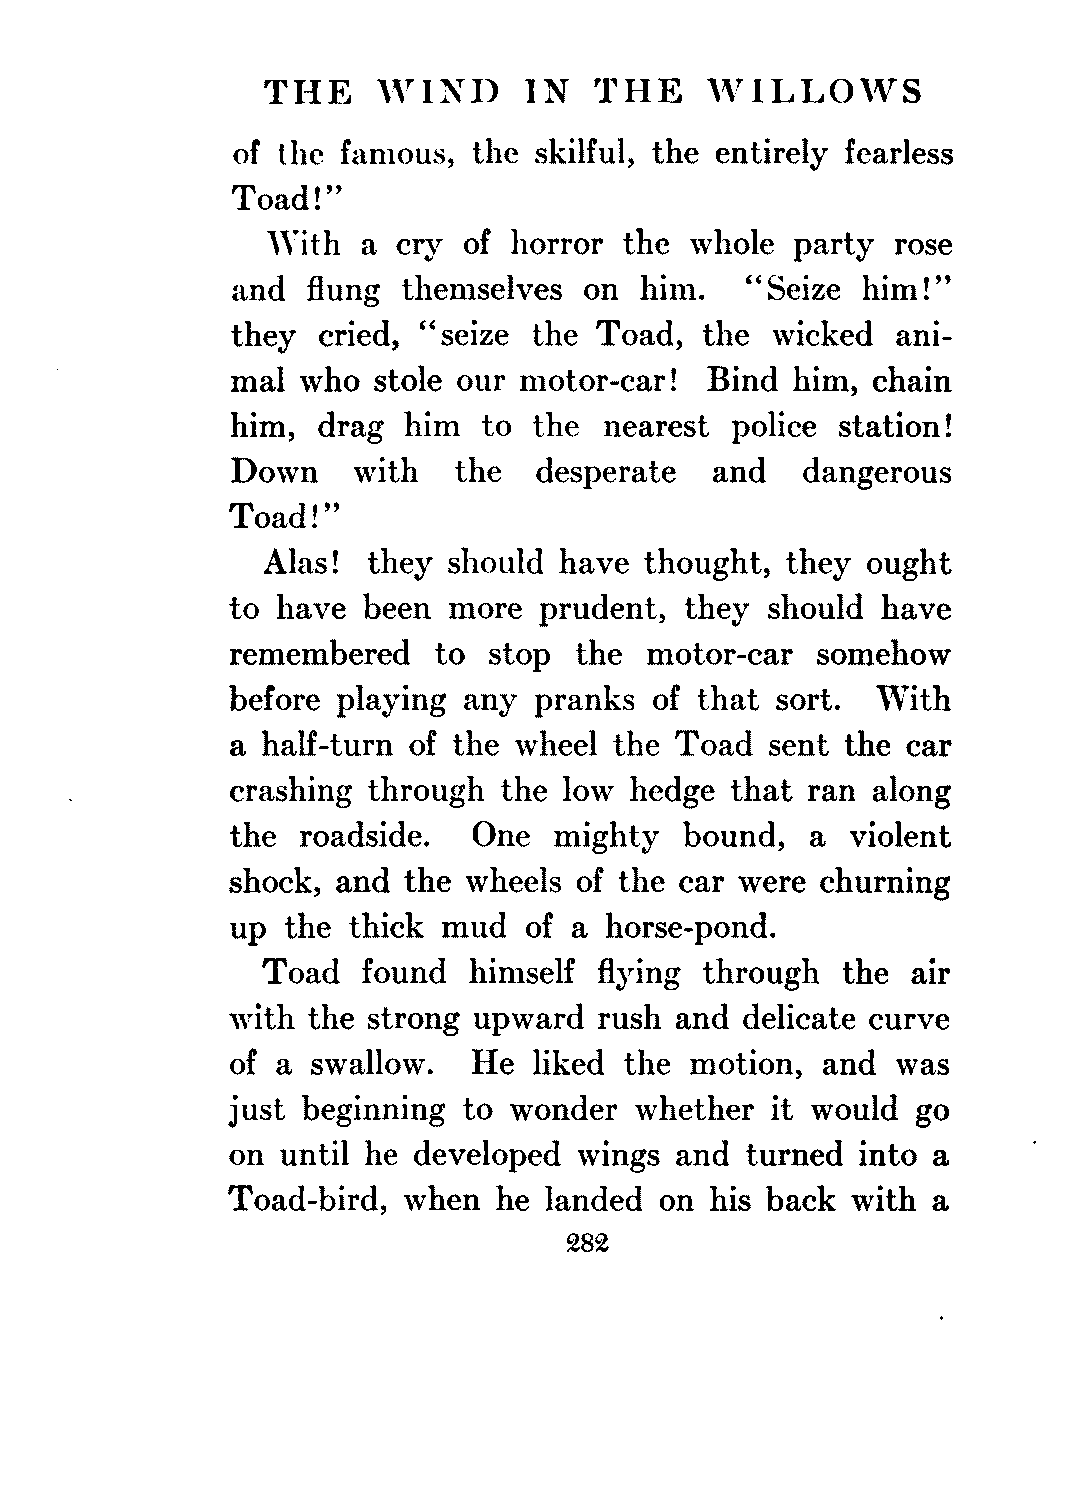 THE WIND IN THE WILLOWS
of the famous, the skilful, the entirely fearless
Toad!”
With a cry of horror the whole party rose
and flung themselves on him. “Seize him!”
they cried, “seize the Toad, the wicked ani-
mal who stole our motor-car! Bind him, chain
him, drag him to the nearest police station!
Down with the desperate and dangerous
Toad!”
Alas! they should have thought, they ought
to have been more prudent, they should have
remembered to stop the motor-car somehow
before playing any pranks of that sort. With
a half-turn of the wheel the Toad sent the car
crashing through the low hedge that ran along
the roadside. One mighty bound, a violent
shock, and the wheels of the car were churning
up the thick mud of a horse-pond.
Toad found himself flying through the air
with the strong upward rush and delicate curve
of a swallow. He liked the motion, and was
just beginning to wonder whether it would go
on until he developed wings and turned into a
Toad-bird, when he landed on his back with a
282